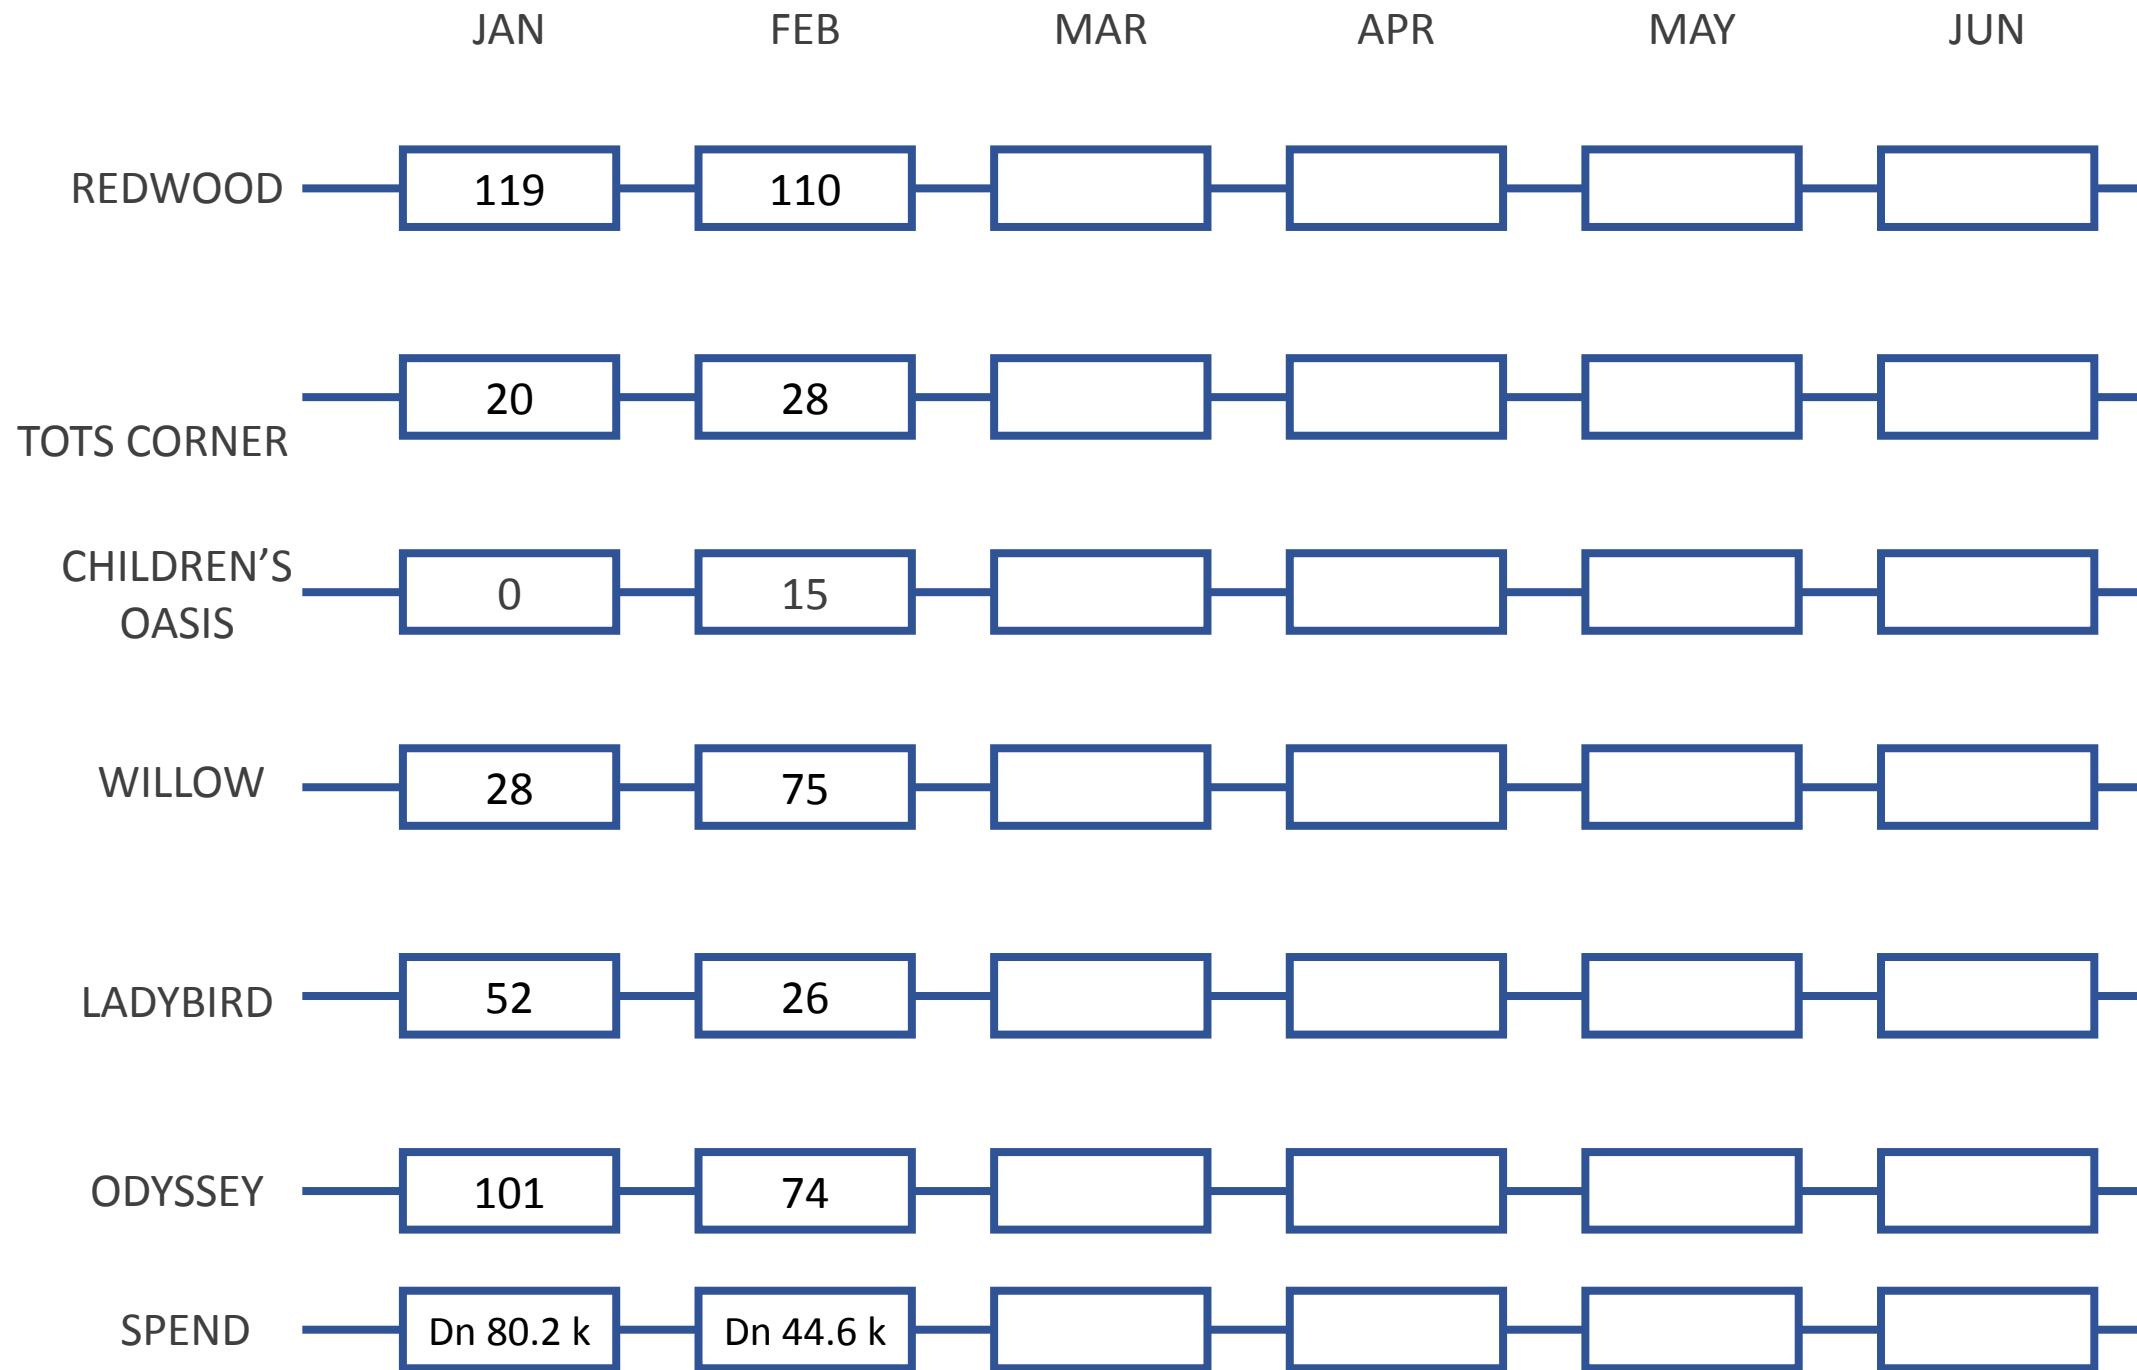 JAN FEB MAR APR MAY JUN
REDWOOD 119 110
TOTS CORNER 20 28
CHILDREN’S
OASIS 0 15
WILLOW 28 75
LADYBIRD 52 26
ODYSSEY 101 74
SPEND Dn 80.2 k Dn 44.6 k